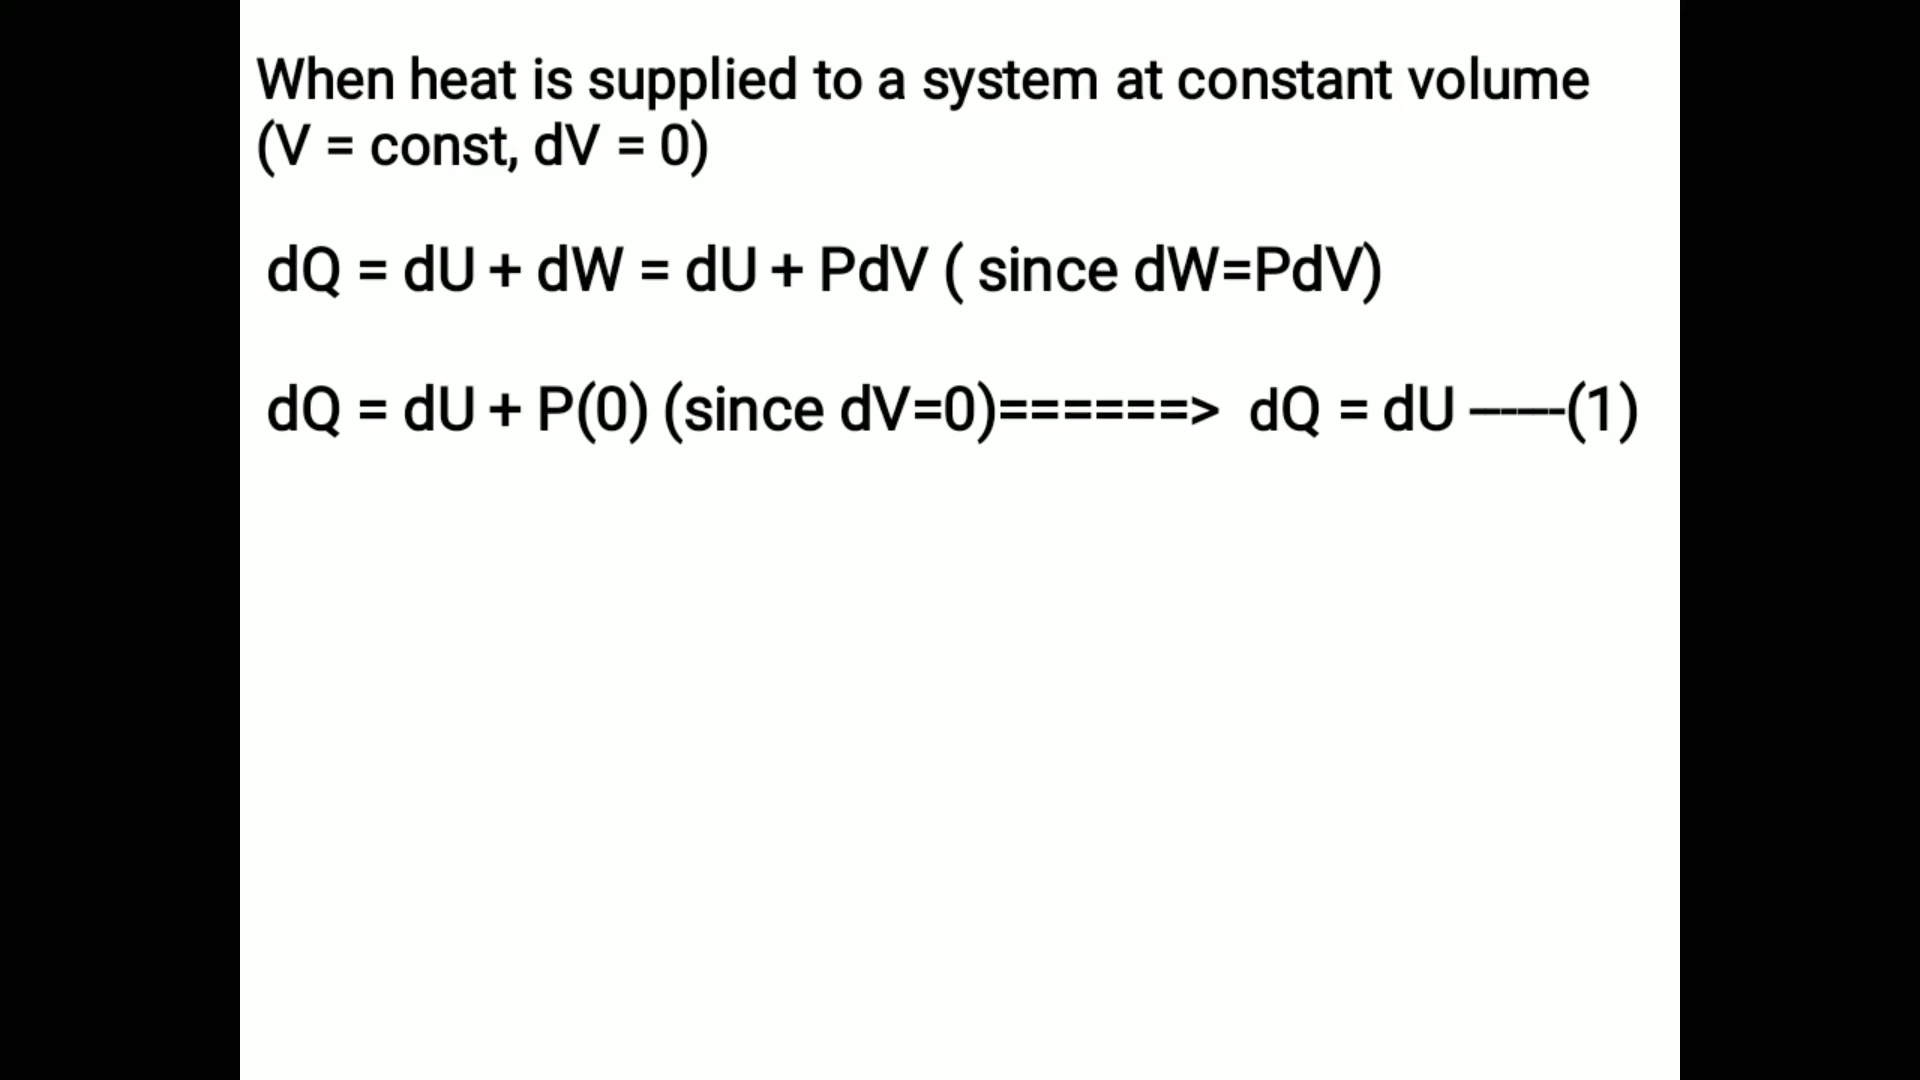 When heat is supplied to a system at constant volume
(V = const, dV = 0)
dQ = dU + dW = dU + PdV ( since dW=PdV)
dQ = dU + P(0) (since dV=0)======> dQ = dU -----(1)